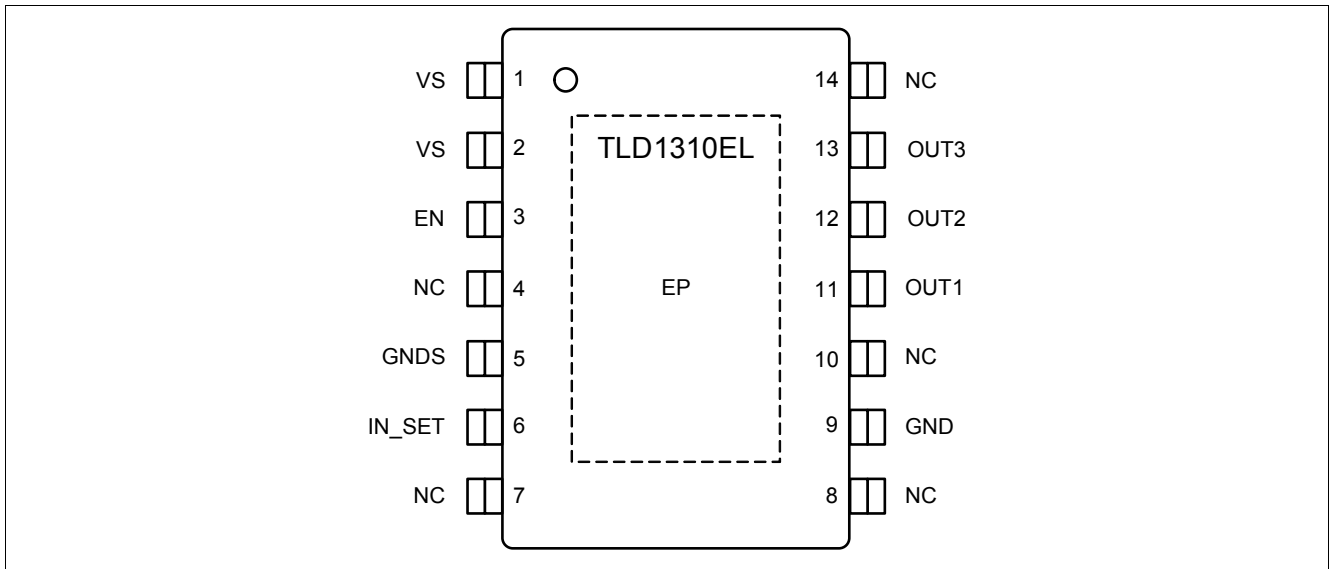 VS 1 14 NC
VS 2 TLD1310EL 13 OUT3
EN 3 12 OUT2
NC 4 EP 11 OUT1
GNDS 5 10 NC
IN_SET 6 9 GND
NC 7 8 NC